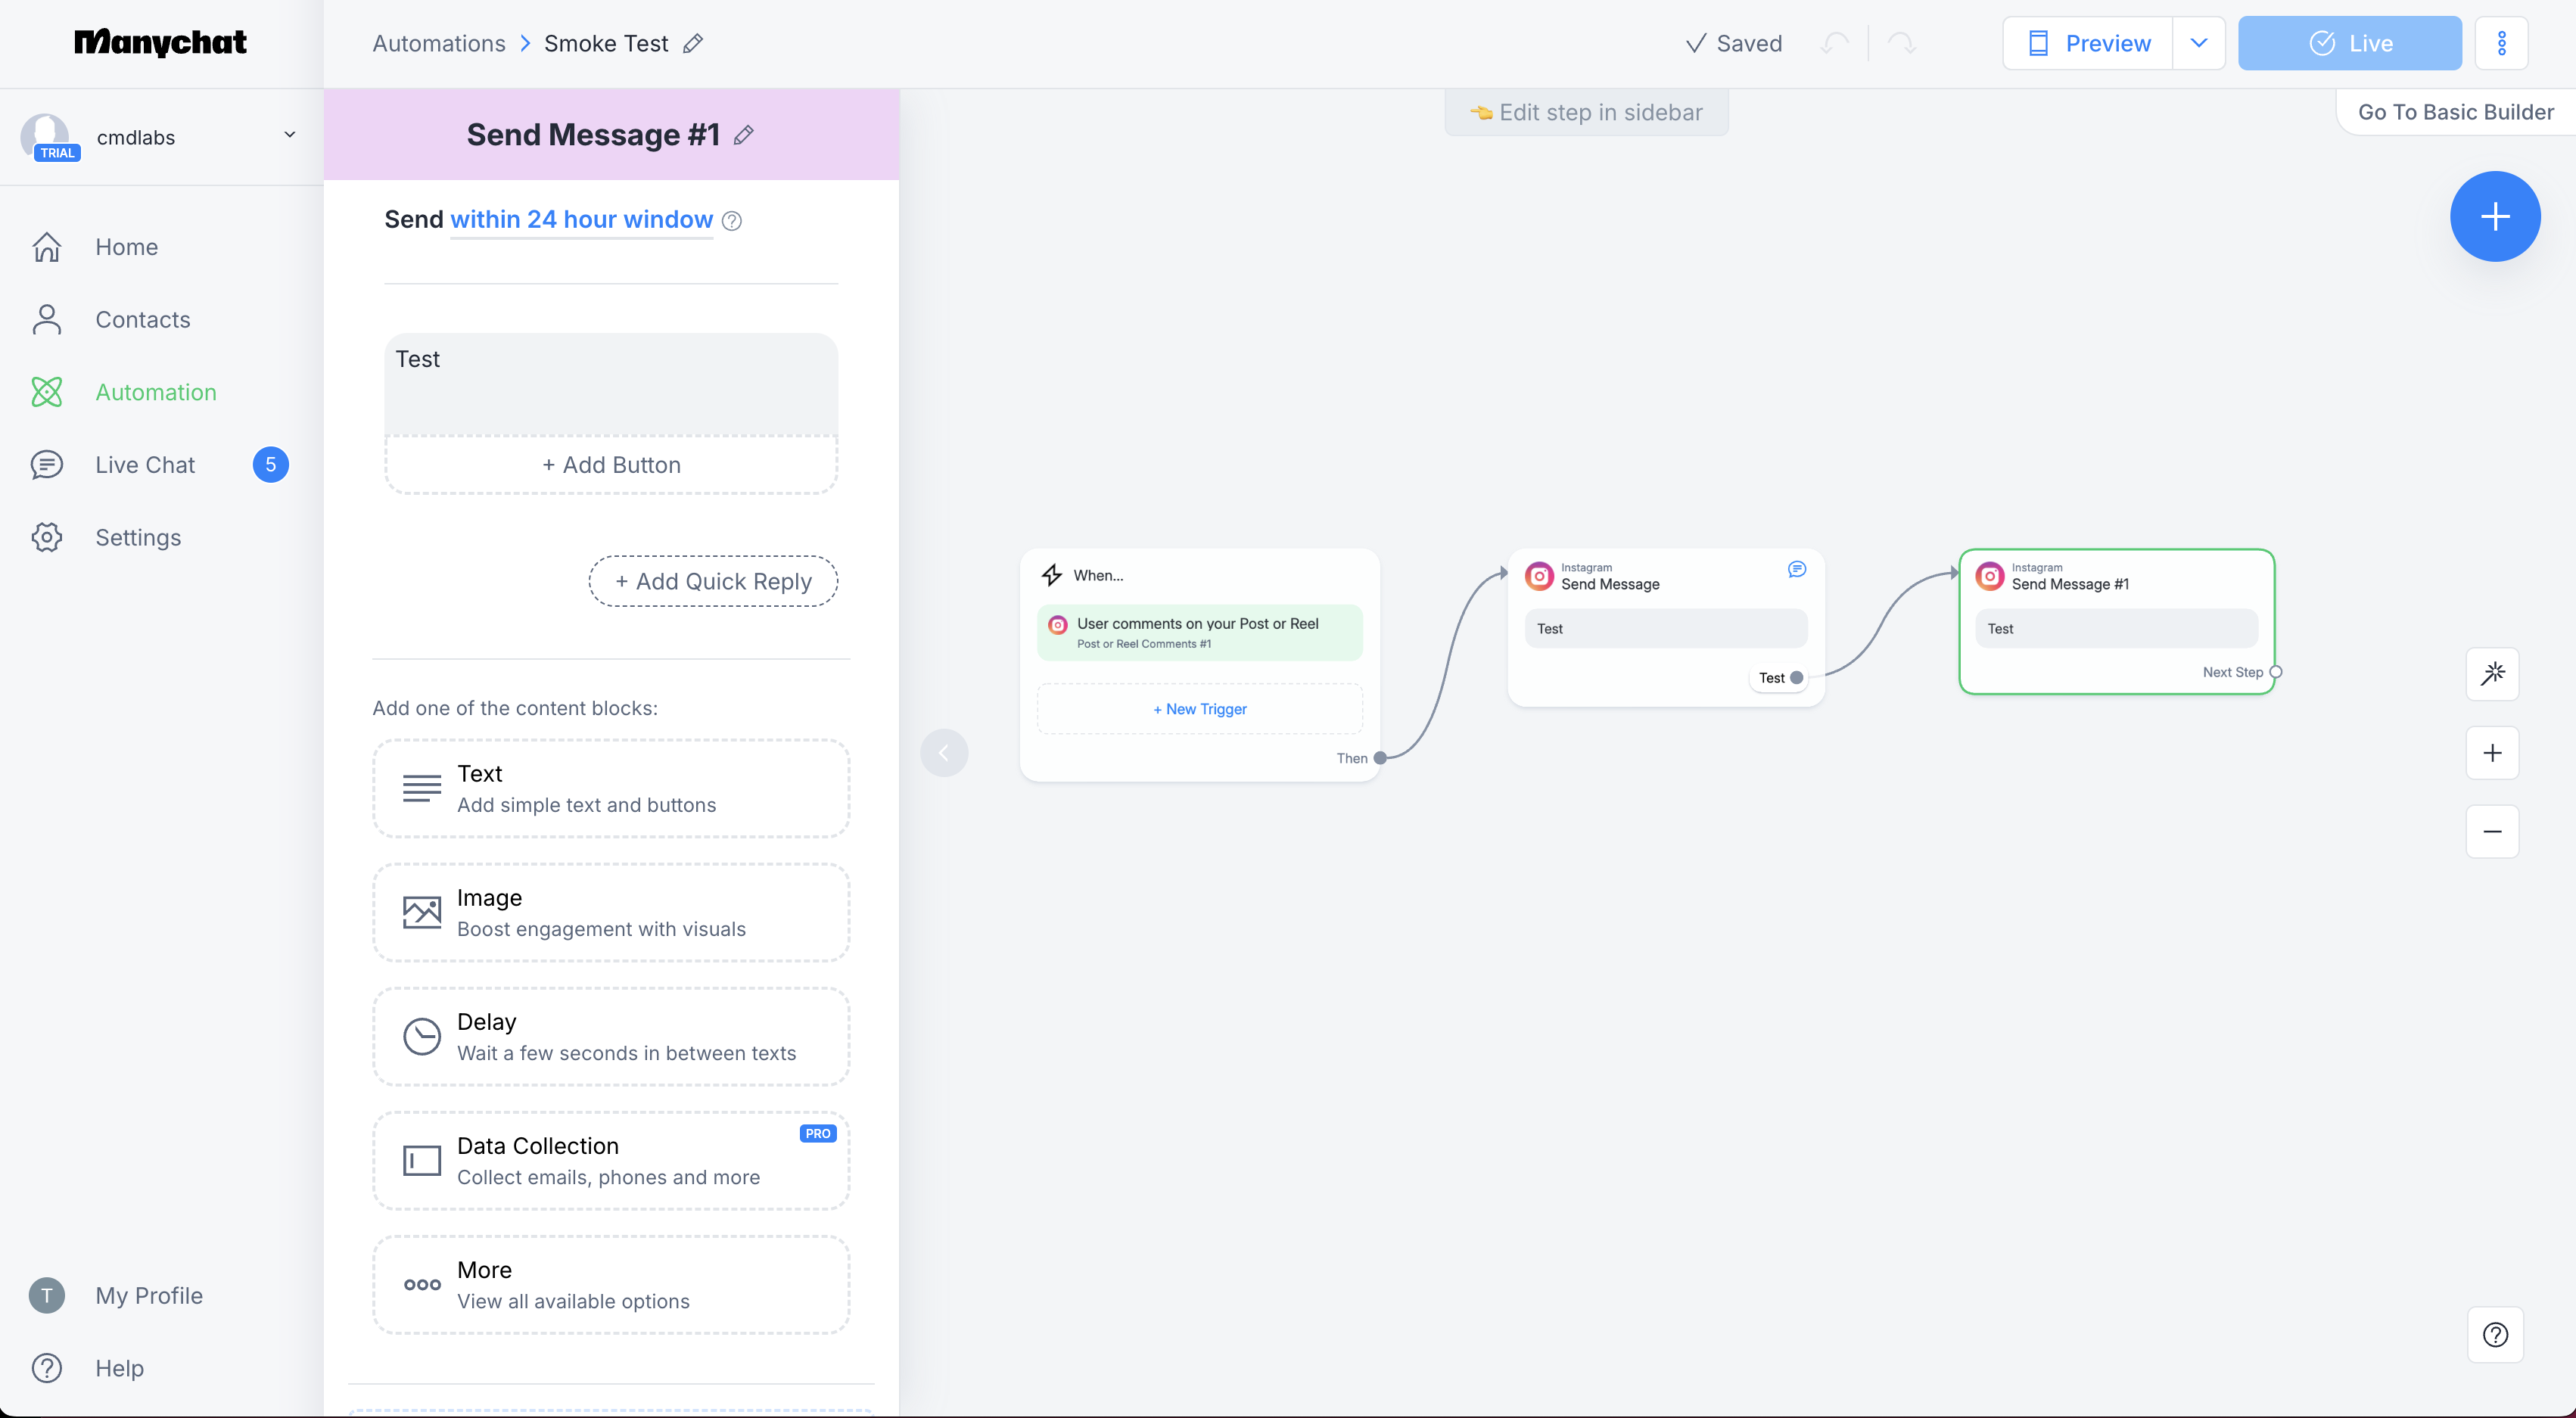 Manychat
Automations
Smoke Test
Saved
Preview
Live
TRIAL
cmdlabs
Home
Contacts
Automation
Live Chat
5
Settings
T
My Profile
Help
Send Message #1
Send within 24 hour window
Test
+ Add Button
+ Add Quick Reply
Add one of the content blocks:
Text
Add simple text and buttons
Image
Boost engagement with visuals
Delay
Wait a few seconds in between texts
Data Collection
PRO
Collect emails, phones and more
More
View all available options
Edit step in sidebar
Go To Basic Builder
When...
User comments on your Post or Reel
Post or Reel Comments #1
+ New Trigger
Then
Instagram
Send Message
Test
Test
Instagram
Send Message #1
Test
Next Step